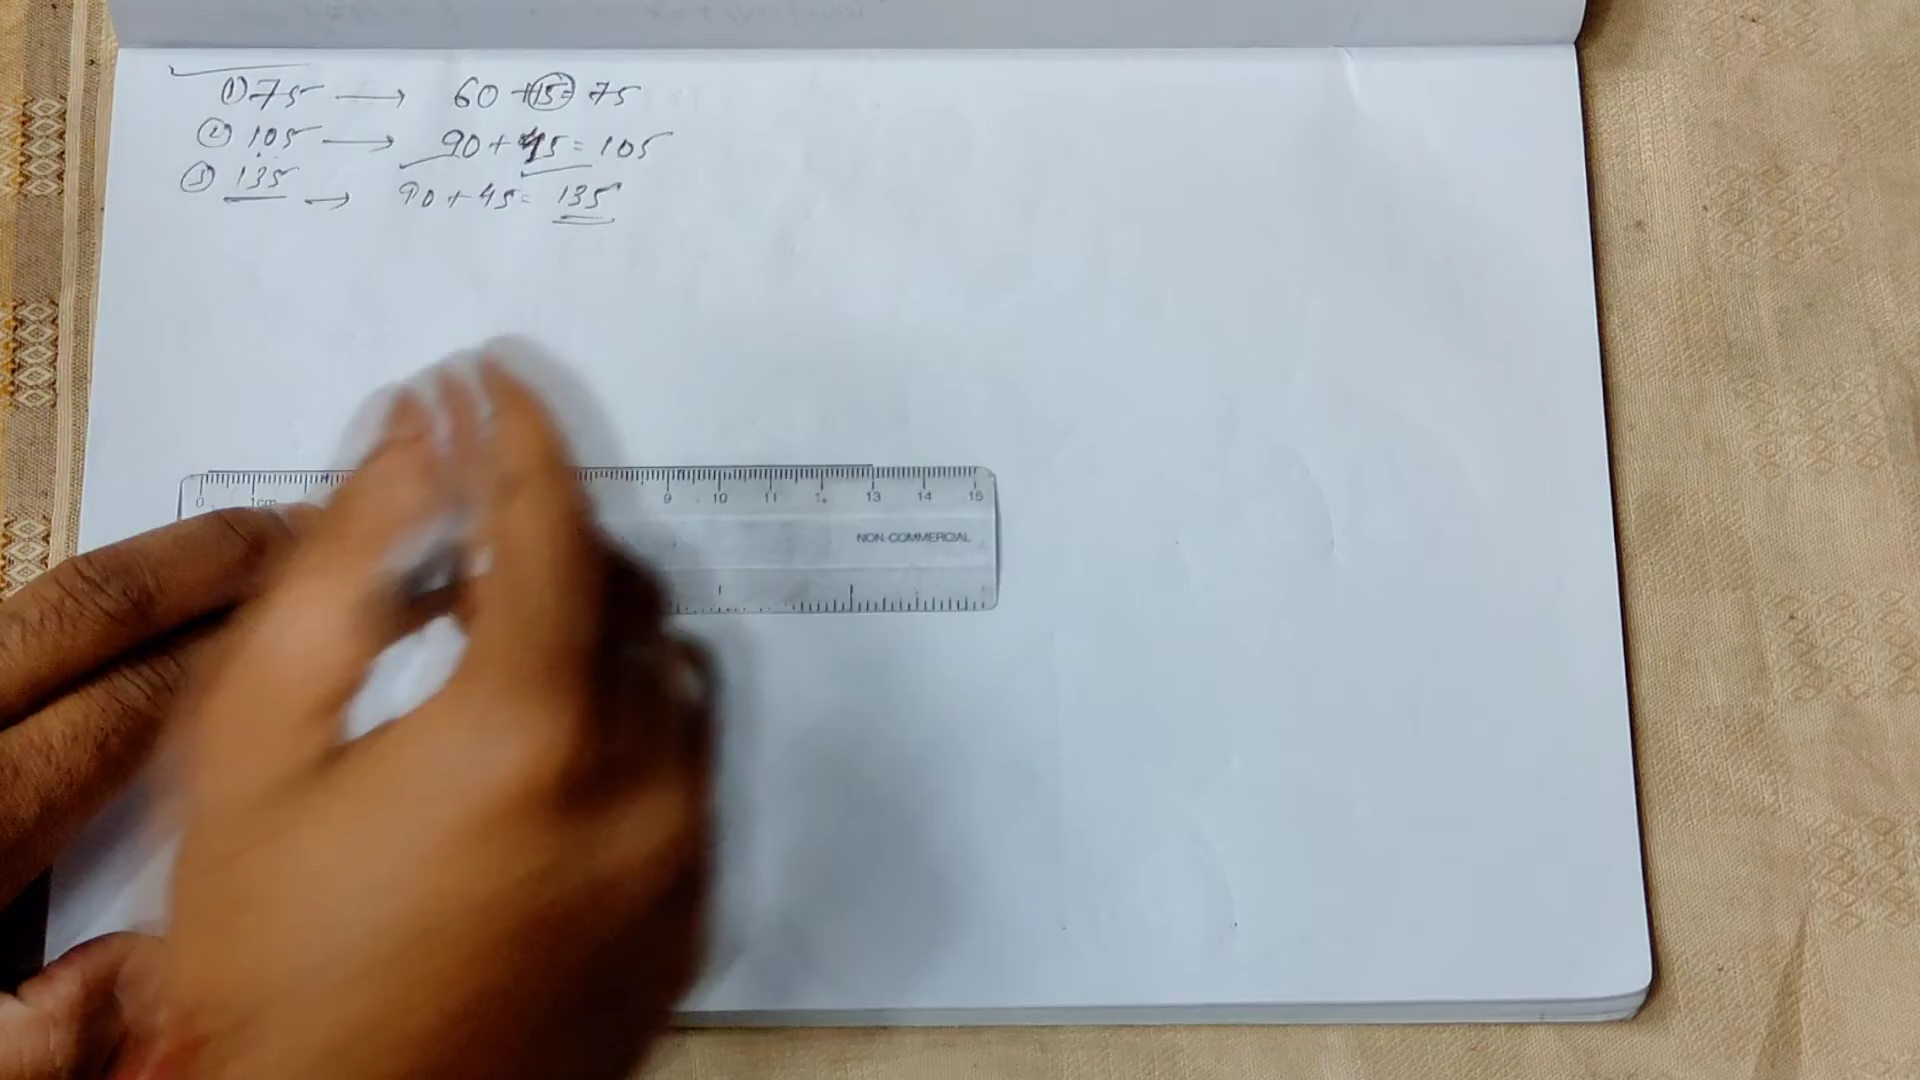 ① 75 → 60 + 15 = 75
② 105 → 90 + 15 = 105
③ 135 → 90 + 45 = 135
0 1cm 9 10 11 12 13 14 15
NON-COMMERCIAL